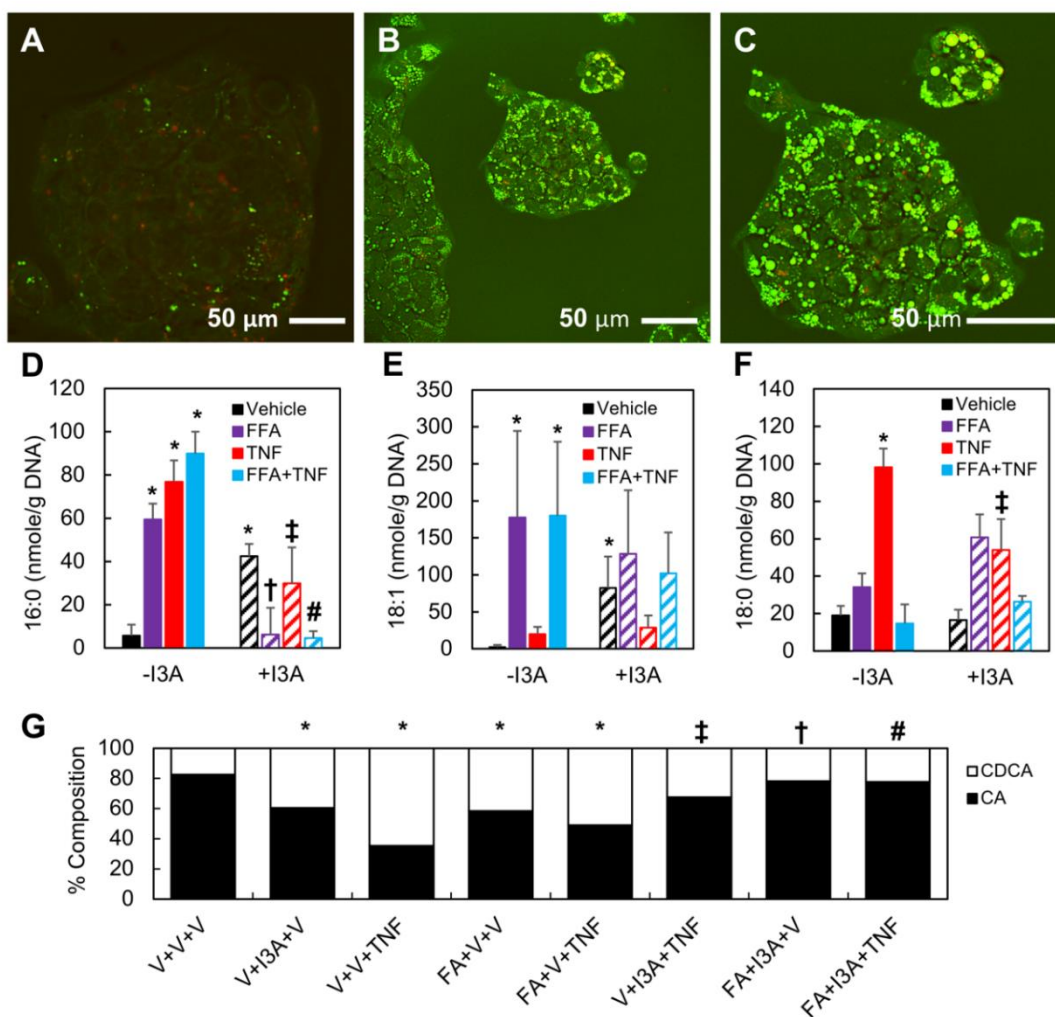 A
B
C
50 μm
50 μm
50 μm
D
E
F
120
100
80
60
40
20
0
16:0 (nmole/g DNA)
Vehicle
FFA
TNF
FFA+TNF
* * * * † ‡ #
-I3A
+I3A
350
300
250
200
150
100
50
0
18:1 (nmole/g DNA)
Vehicle
FFA
TNF
FFA+TNF
* * *
-I3A
+I3A
140
120
100
80
60
40
20
0
18:0 (nmole/g DNA)
Vehicle
FFA
TNF
FFA+TNF
* ‡
-I3A
+I3A
G
* * * * ‡ † #
100
80
60
40
20
0
% Composition
CDCA
CA
V+V+V
V+I3A+V
V+V+TNF
FA+V+V
FA+V+TNF
V+I3A+TNF
FA+I3A+V
FA+I3A+TNF